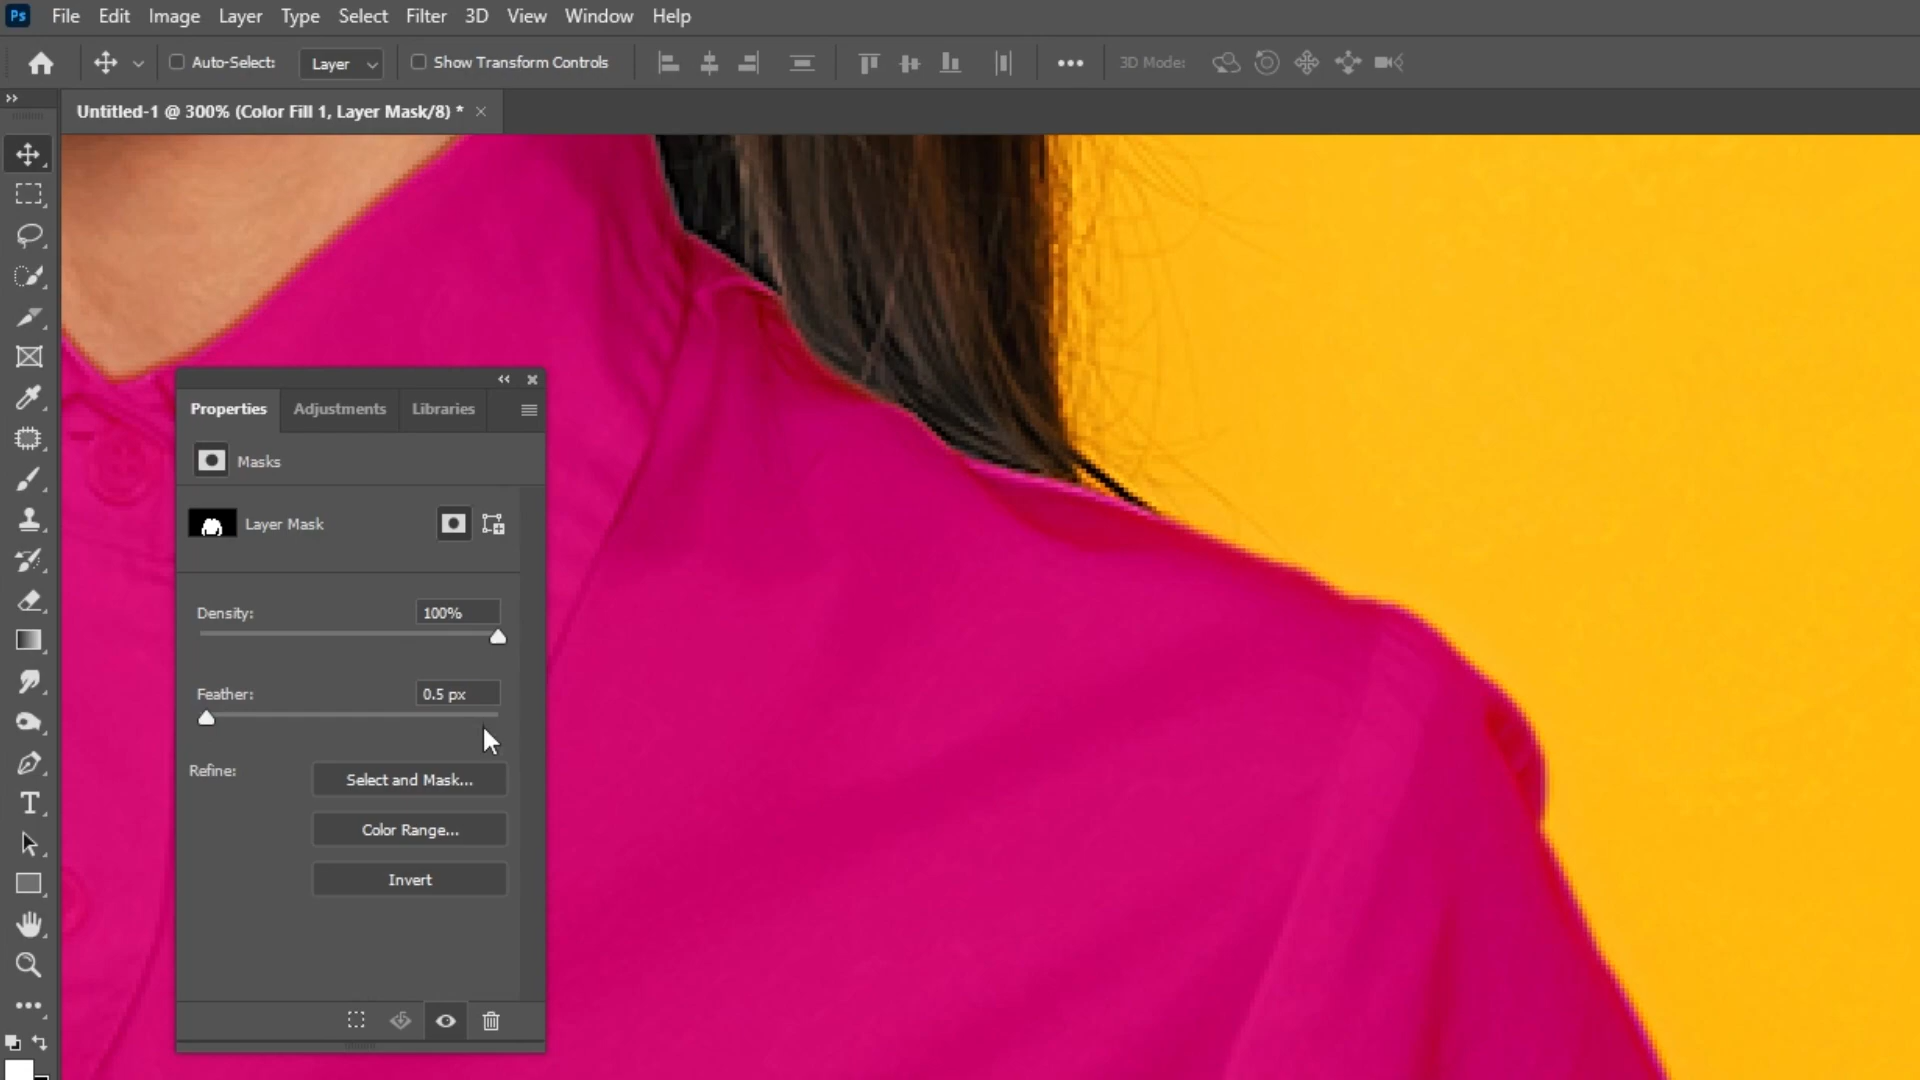 Ps File Edit Image Layer Type Select Filter 3D View Window Help
Auto-Select: Layer Show Transform Controls 3D Mode:
Untitled-1 @ 300% (Color Fill 1, Layer Mask/8) *
Properties Adjustments Libraries
Masks
Layer Mask
Density: 100%
Feather: 0.5 px
Refine:
Select and Mask...
Color Range...
Invert